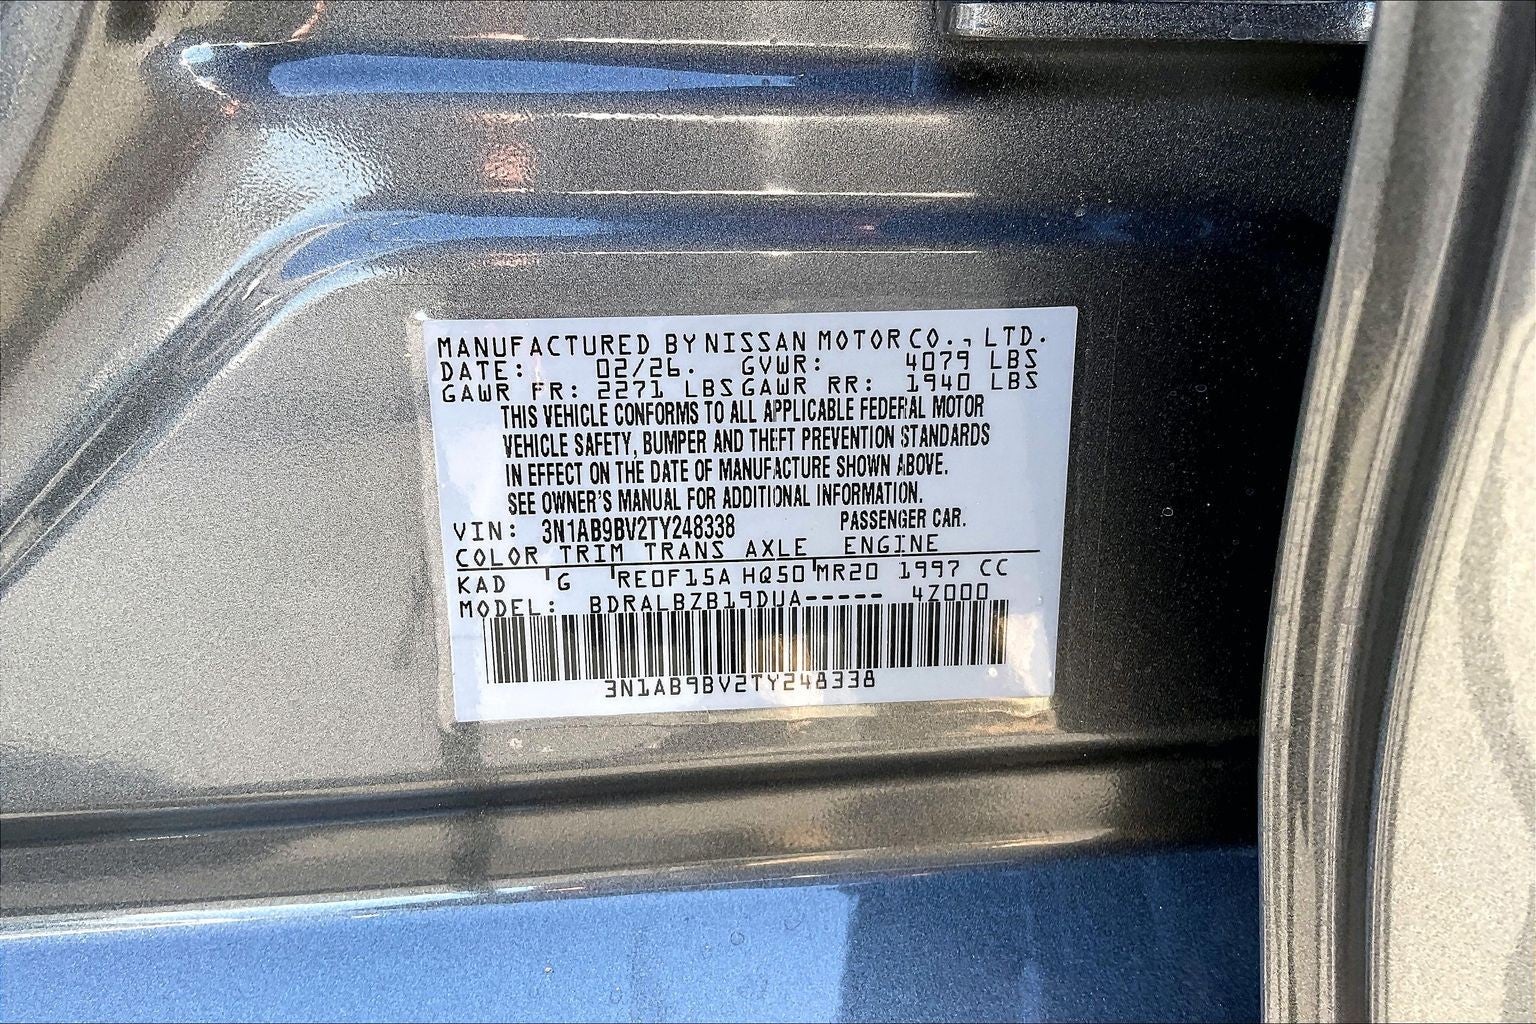 MANUFACTURED BY NISSAN MOTOR CO., LTD.
DATE: 02/26. GVWR: 4079 LBS
GAWR FR: 2271 LBS GAWR RR: 1940 LBS
THIS VEHICLE CONFORMS TO ALL APPLICABLE FEDERAL MOTOR
VEHICLE SAFETY, BUMPER AND THEFT PREVENTION STANDARDS
IN EFFECT ON THE DATE OF MANUFACTURE SHOWN ABOVE.
SEE OWNER'S MANUAL FOR ADDITIONAL INFORMATION.
VIN: 3N1AB9BV2TY248338 PASSENGER CAR.
COLOR TRIM TRANS AXLE ENGINE
KAD G RE0F15A HQ50 MR20 1997 CC
MODEL: BDRALBZB19DUA----- 4Z000
3N1AB9BV2TY248338